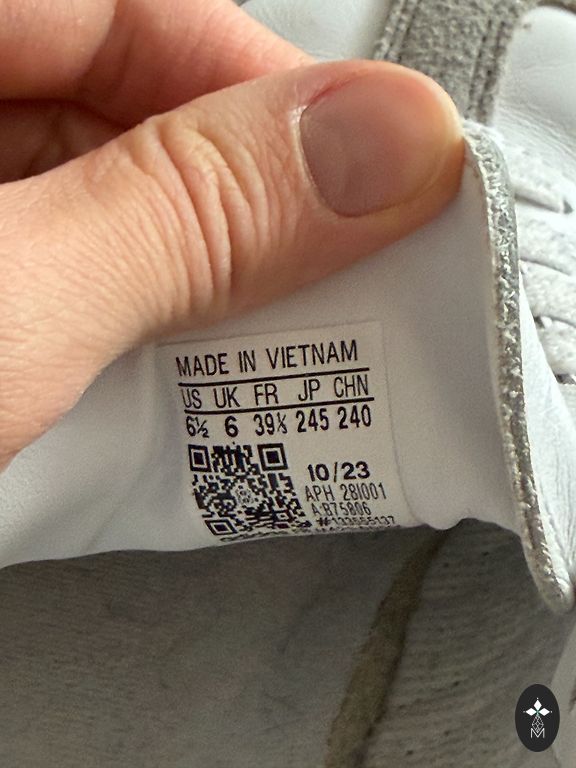 MADE IN VIETNAM
US UK FR JP CHN
6½ 6 39⅓ 245 240
10/23
APH 281001
A:B75806
M